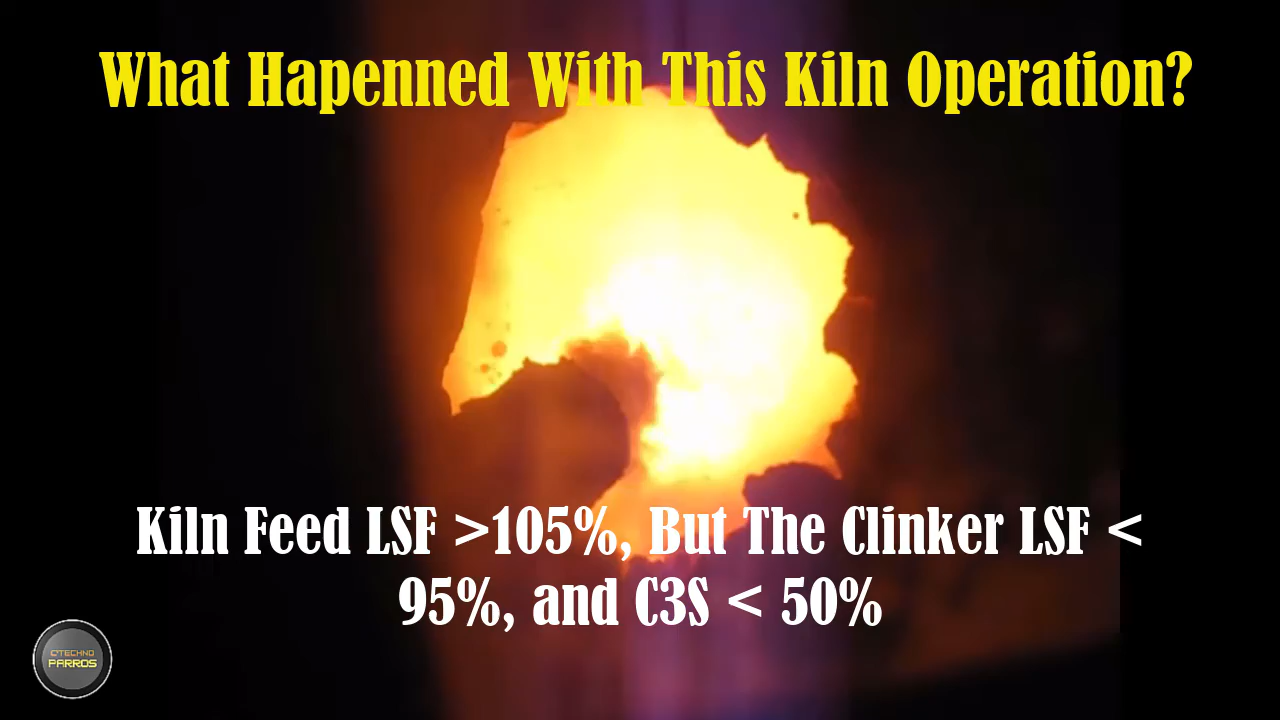 What Hapenned With This Kiln Operation?
Kiln Feed LSF >105%, But The Clinker LSF <
95%, and C3S < 50%
C'TECHNO
PARROS